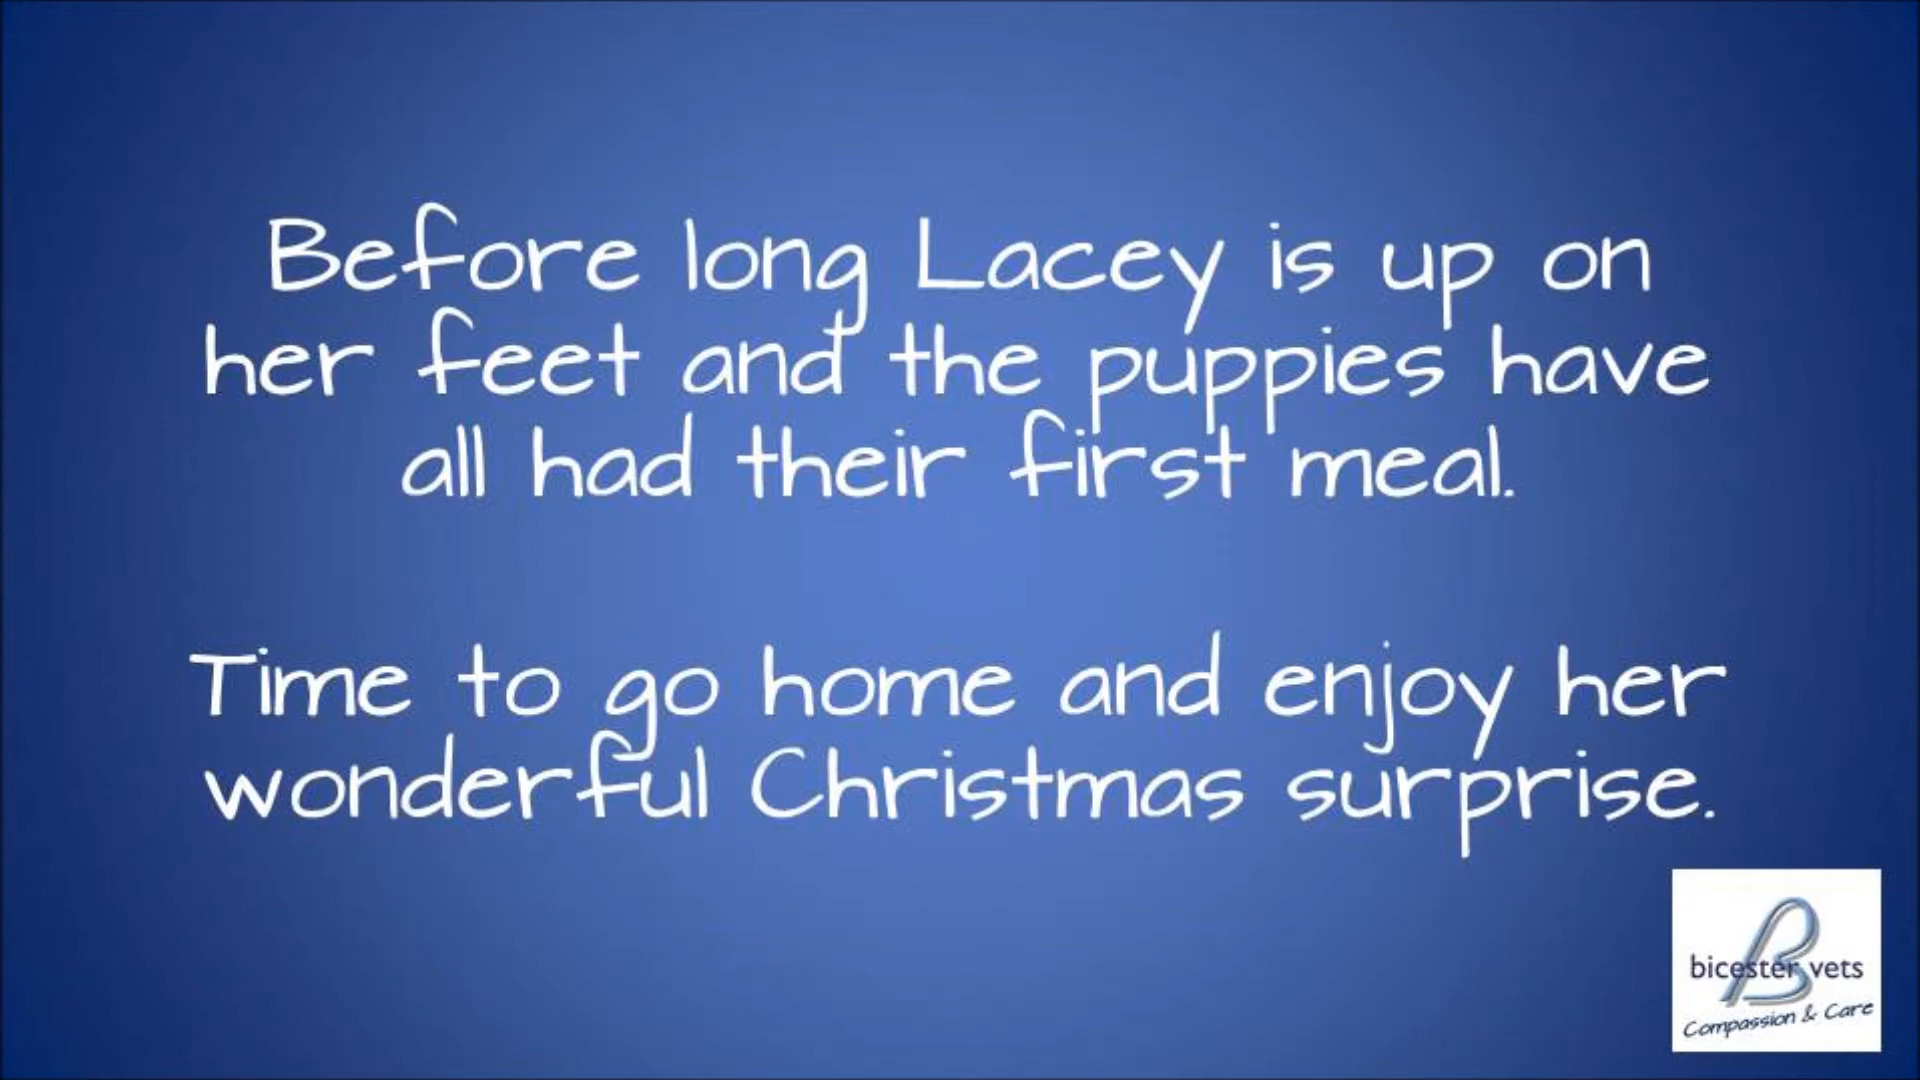 Before long Lacey is up on
her feet and the puppies have
all had their first meal.
Time to go home and enjoy her
wonderful Christmas surprise.
bicester vets
Compassion & Care